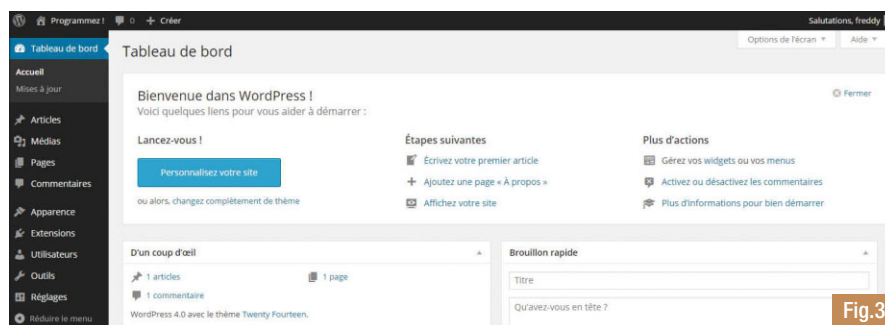 Programmez ! 0 + Créer Salutations, freddy
Options de l'écran Aide
Tableau de bord
Accueil
Mises à jour
Articles
Médias
Pages
Commentaires
Apparence
Extensions
Utilisateurs
Outils
Réglages
Réduire le menu
Tableau de bord
Bienvenue dans WordPress !
Fermer
Voici quelques liens pour vous aider à démarrer :
Lancez-vous !
Personnalisez votre site
ou alors, changez complètement de thème
Étapes suivantes
Écrivez votre premier article
Ajoutez une page « À propos »
Affichez votre site
Plus d'actions
Gérez vos widgets ou vos menus
Activez ou désactivez les commentaires
Plus d'informations pour bien démarrer
D'un coup d'œil
1 articles 1 page
1 commentaire
WordPress 4.0 avec le thème Twenty Fourteen.
Brouillon rapide
Titre
Qu'avez-vous en tête ?
Fig.3